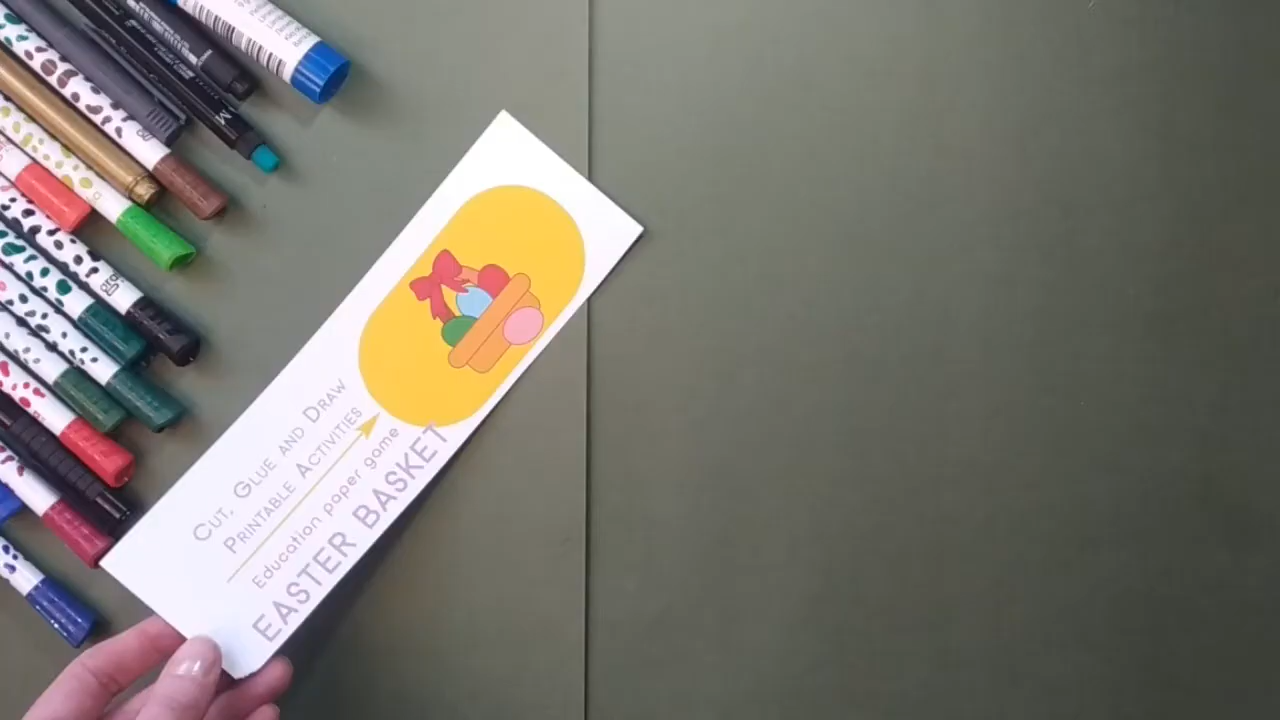 CUT, GLUE AND DRAW
PRINTABLE ACTIVITIES
Education paper game
EASTER BASKET